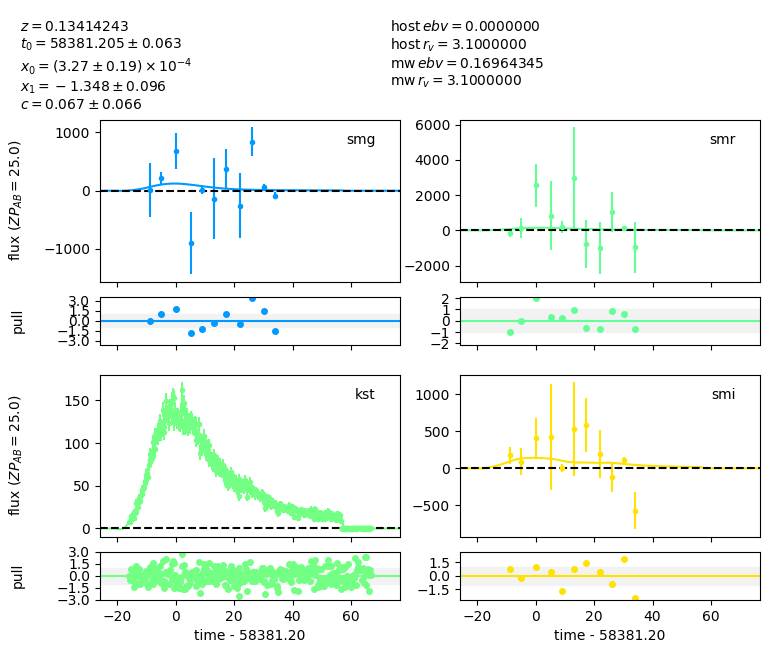 z = 0.13414243
t₀ = 58381.205 ± 0.063
x₀ = (3.27 ± 0.19) × 10⁻⁴
x₁ = −1.348 ± 0.096
c = 0.067 ± 0.066
host ebv = 0.0000000
host r_v = 3.1000000
mw ebv = 0.16964345
mw r_v = 3.1000000
flux (ZP_AB = 25.0)
1000
0
−1000
smg
6000
4000
2000
0
−2000
smr
pull
3.0
1.5
0.0
−1.5
−3.0
2
1
0
−1
−2
flux (ZP_AB = 25.0)
150
100
50
0
kst
1000
500
0
−500
smi
pull
3.0
1.5
0.0
−1.5
−3.0
1.5
0.0
−1.5
−20 0 20 40 60
−20 0 20 40 60
time - 58381.20
time - 58381.20